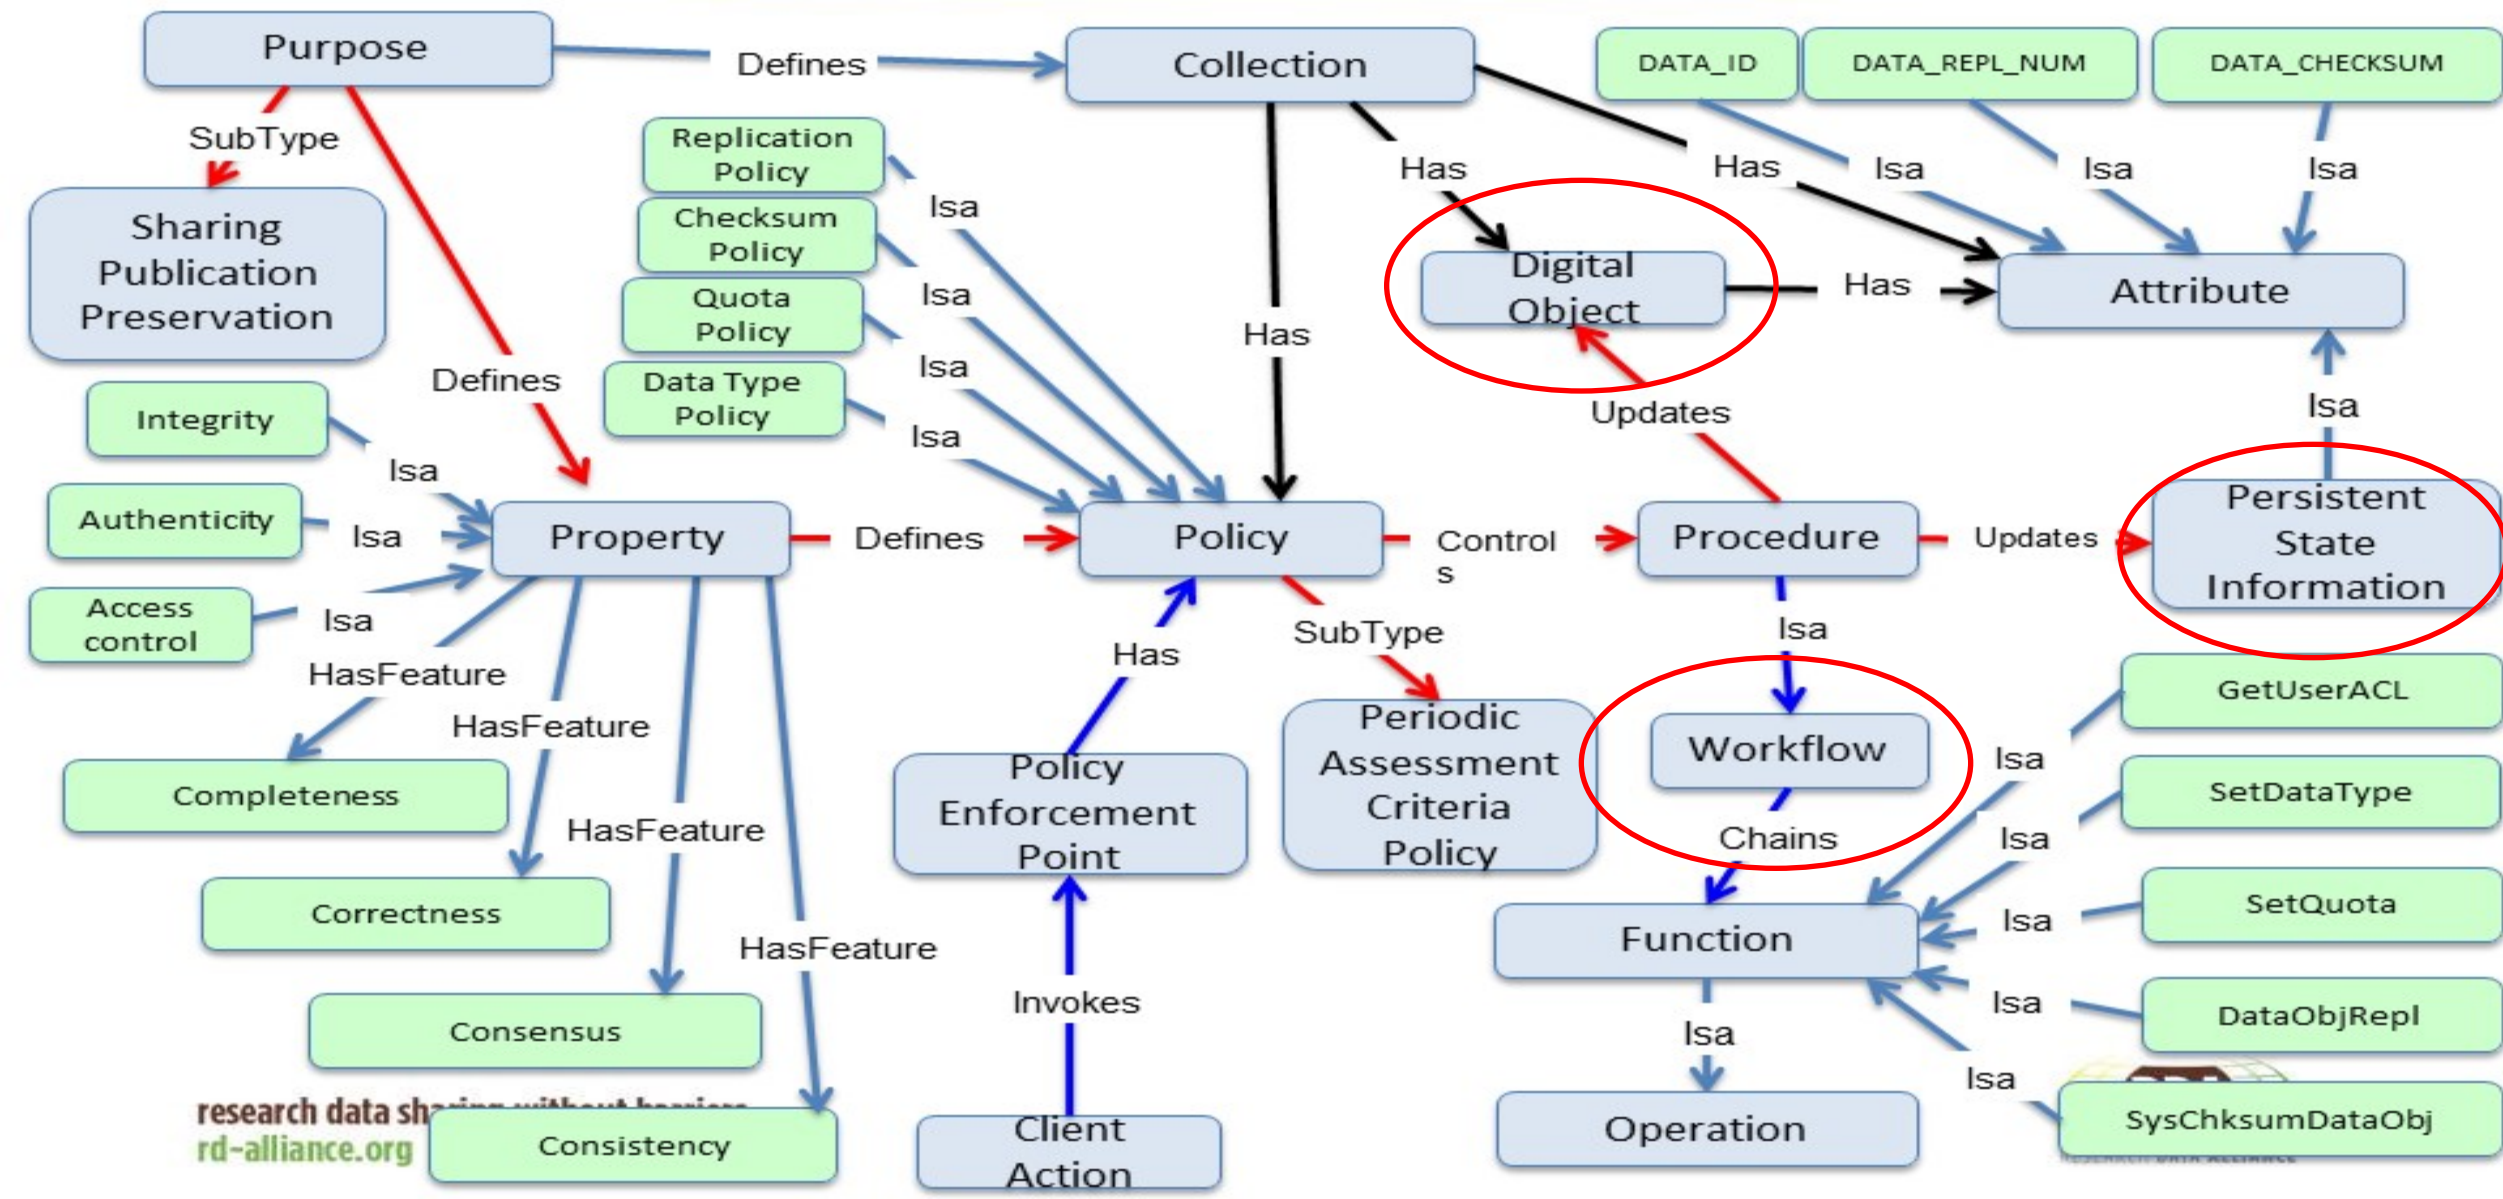 Purpose
Defines
Collection
DATA_ID
DATA_REPL_NUM
DATA_CHECKSUM
SubType
Replication
Policy
Has
Has
Isa
Isa
Isa
Sharing
Publication
Preservation
Checksum
Policy
Isa
Digital
Object
Has
Attribute
Quota
Policy
Isa
Has
Defines
Data Type
Policy
Isa
Updates
Isa
Integrity
Isa
Isa
Authenticity
Isa
Property
Defines
Policy
Control
s
Procedure
Updates
Persistent
State
Information
Access
control
Isa
HasFeature
Has
SubType
Isa
GetUserACL
HasFeature
Policy
Enforcement
Point
Periodic
Assessment
Criteria
Policy
Workflow
Isa
SetDataType
Completeness
HasFeature
Chains
Isa
Correctness
HasFeature
Function
Isa
SetQuota
Consensus
Invokes
Isa
Isa
DataObjRepl
Isa
research data sharing without barriers
rd-alliance.org
Consistency
Client
Action
Operation
SysChksumDataObj
RESEARCH DATA ALLIANCE